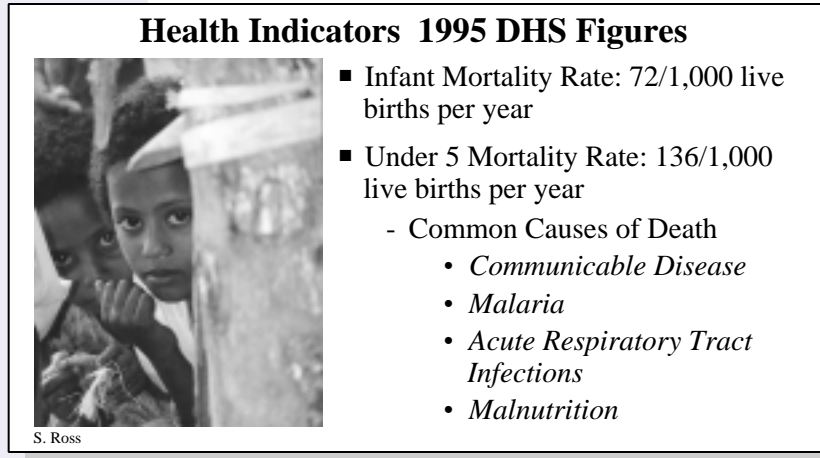 Health Indicators  1995 DHS Figures
■ Infant Mortality Rate: 72/1,000 live
births per year
■ Under 5 Mortality Rate: 136/1,000
live births per year
- Common Causes of Death
• Communicable Disease
• Malaria
• Acute Respiratory Tract
Infections
• Malnutrition
S. Ross